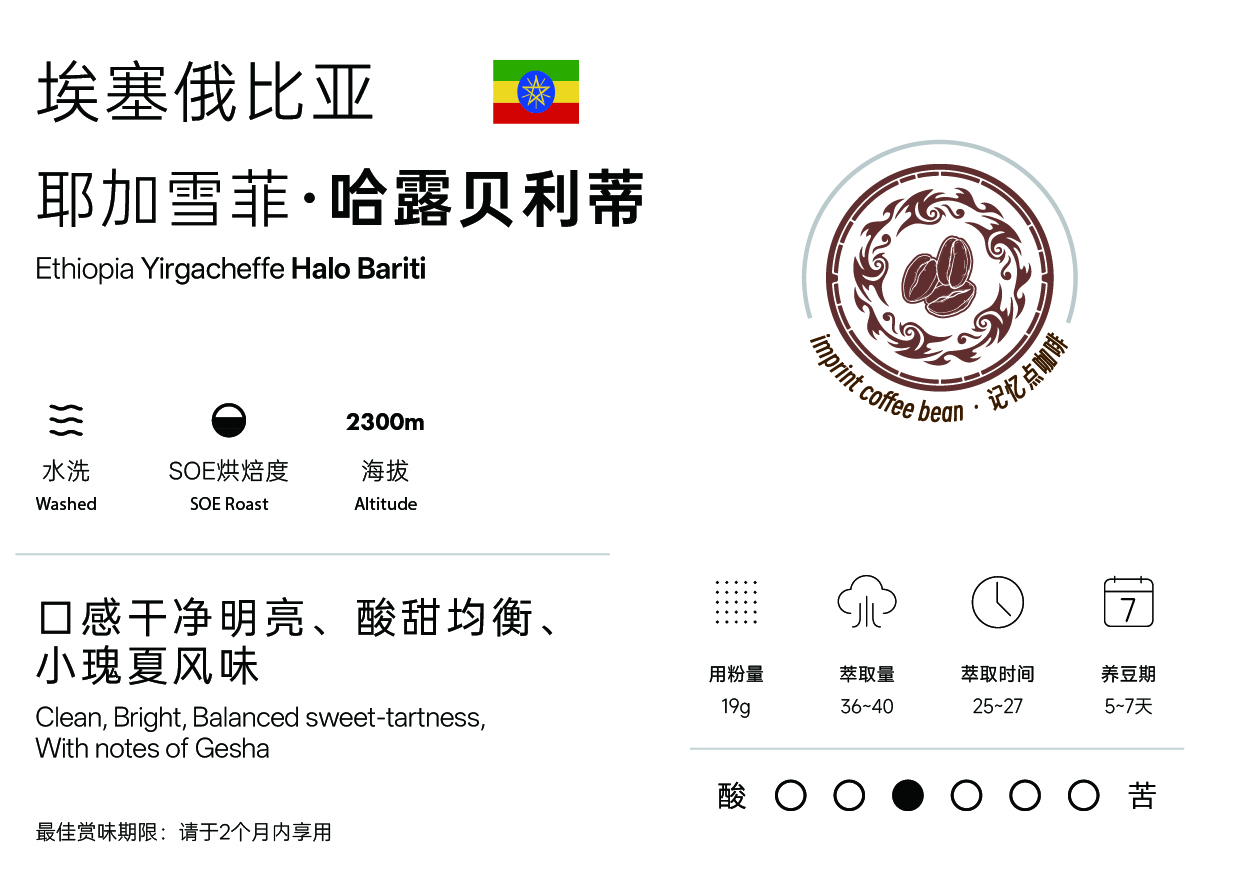 埃塞俄比亚
耶加雪菲·哈露贝利蒂
Ethiopia Yirgacheffe Halo Bariti
imprint coffee bean · 记忆点咖啡
2300m
水洗 SOE烘焙度 海拔
Washed SOE Roast Altitude
口感干净明亮、酸甜均衡、
小瑰夏风味
Clean, Bright, Balanced sweet-tartness,
With notes of Gesha
最佳赏味期限：请于2个月内享用
7
用粉量 萃取量 萃取时间 养豆期
19g 36~40 25~27 5~7天
酸 苦